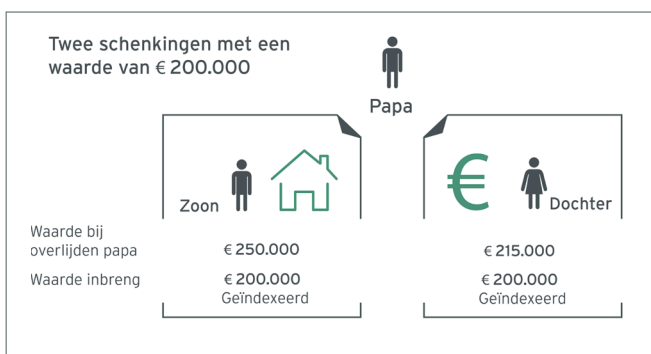 Twee schenkingen met een
waarde van € 200.000
Papa
Zoon
€
Dochter
Waarde bij
overlijden papa
€ 250.000
€ 215.000
Waarde inbreng
€ 200.000
Geïndexeerd
€ 200.000
Geïndexeerd